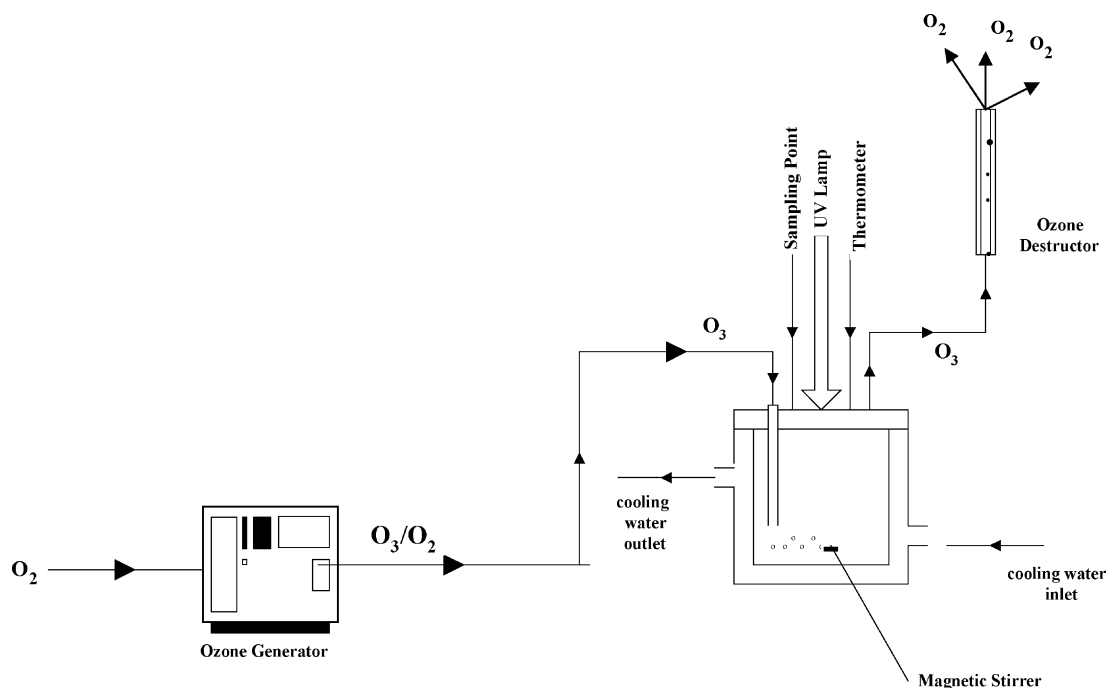 O2
O2
O2
Sampling Point
UV Lamp
Thermometer
Ozone
Destructor
O3
O3
cooling
water
outlet
O3/O2
O2
cooling water
inlet
Ozone Generator
Magnetic Stirrer